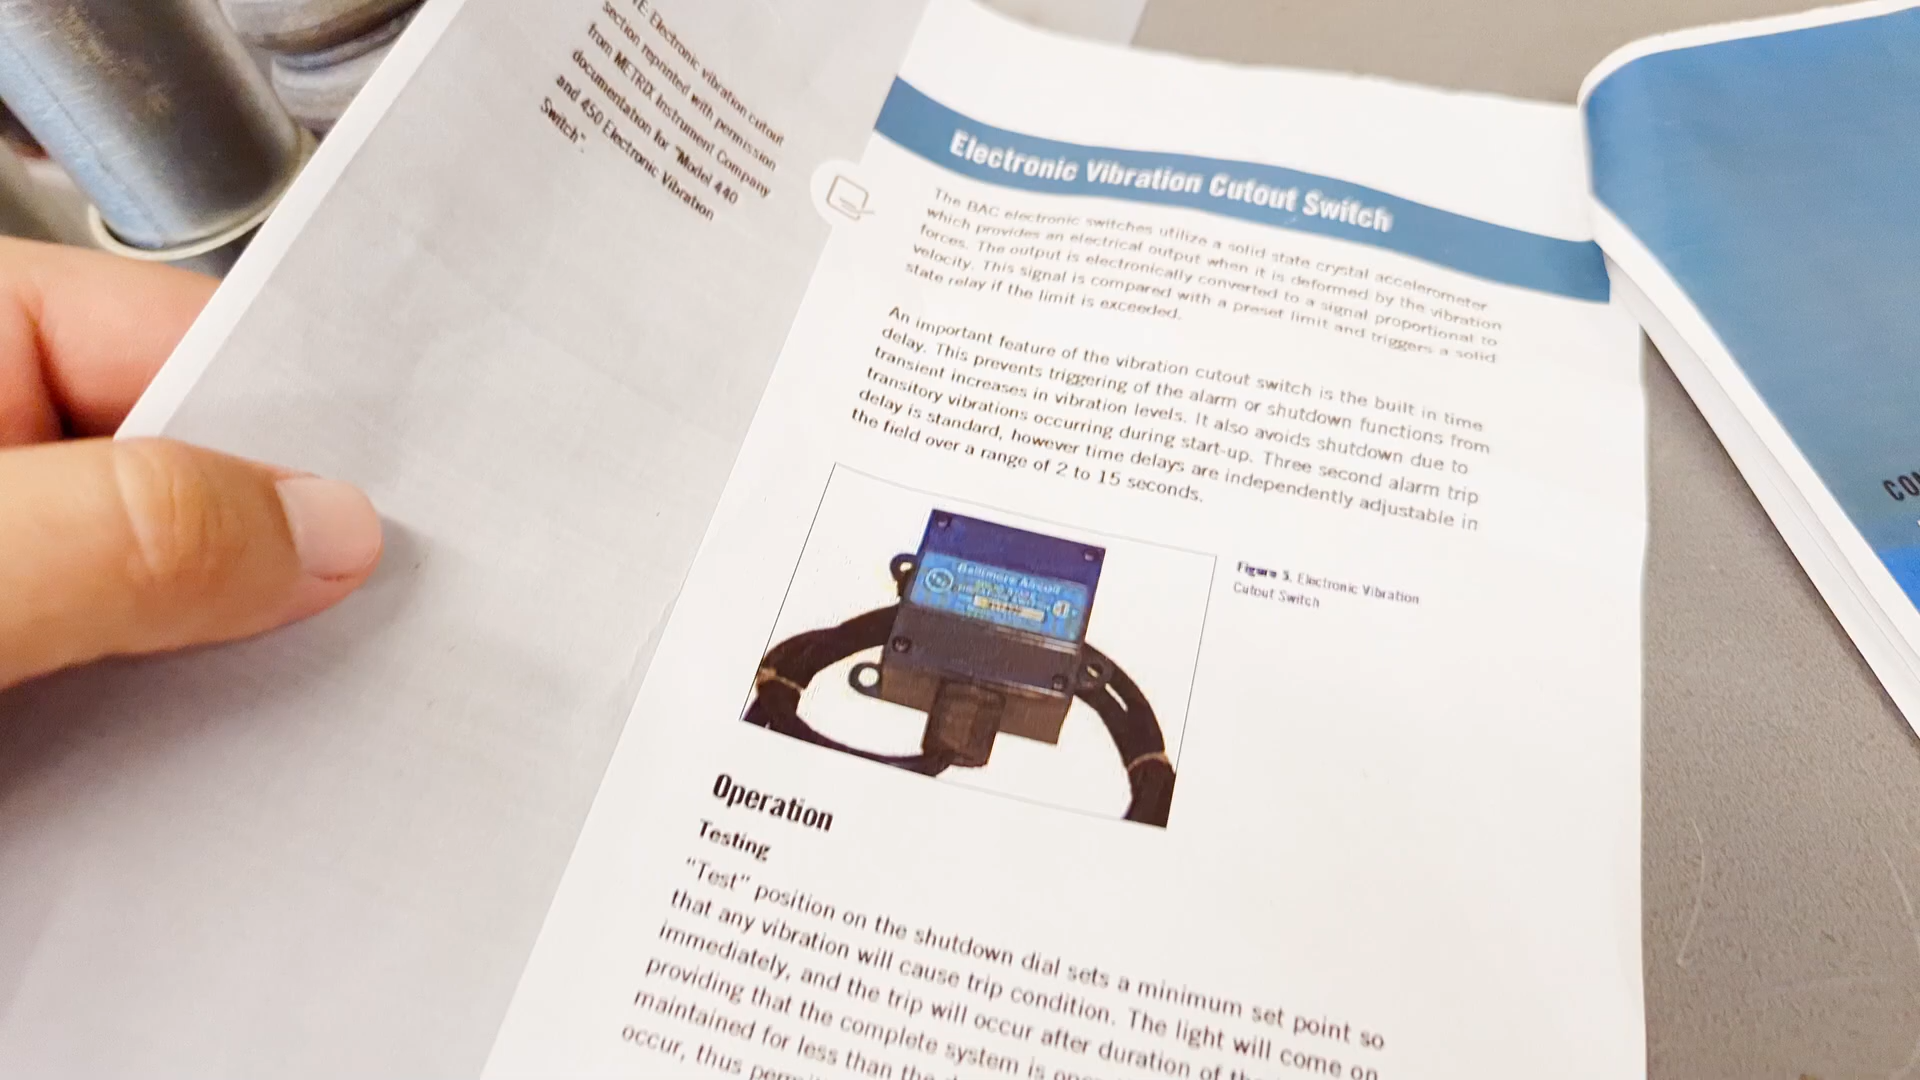 E: Electronic vibration cutout
section reprinted with permission
from METRIX Instrument Company
documentation for "Model 440
and 450 Electronic Vibration
Switch".
Electronic Vibration Cutout Switch
The BAC electronic switches utilize a solid state crystal accelerometer
which provides an electrical output when it is deformed by the vibration
forces. The output is electronically converted to a signal proportional to
velocity. This signal is compared with a preset limit and triggers a solid
state relay if the limit is exceeded.
An important feature of the vibration cutout switch is the built in time
delay. This prevents triggering of the alarm or shutdown functions from
transient increases in vibration levels. It also avoids shutdown due to
transitory vibrations occurring during start-up. Three second alarm trip
delay is standard, however time delays are independently adjustable in
the field over a range of 2 to 15 seconds.
Baltimore Aircoil
Figure 3. Electronic Vibration
Cutout Switch
Operation
Testing
"Test" position on the shutdown dial sets a minimum set point so
that any vibration will cause trip condition. The light will come on
immediately, and the trip will occur after duration of the
providing that the complete system is
maintained for less than the
occur, thus